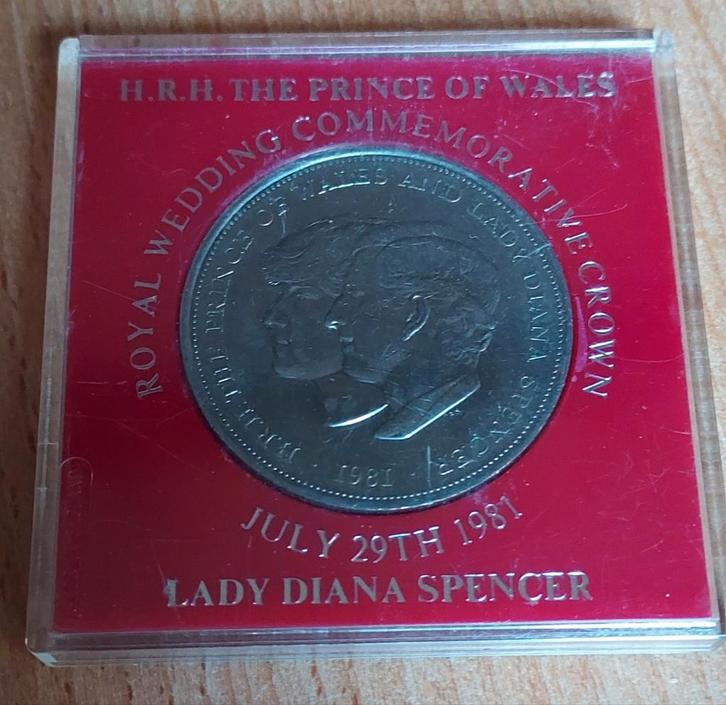 H.R.H. THE PRINCE OF WALES
ROYAL WEDDING COMMEMORATIVE CROWN
H.R.H. THE PRINCE OF WALES AND LADY DIANA SPENCER
1981
JULY 29TH 1981
LADY DIANA SPENCER